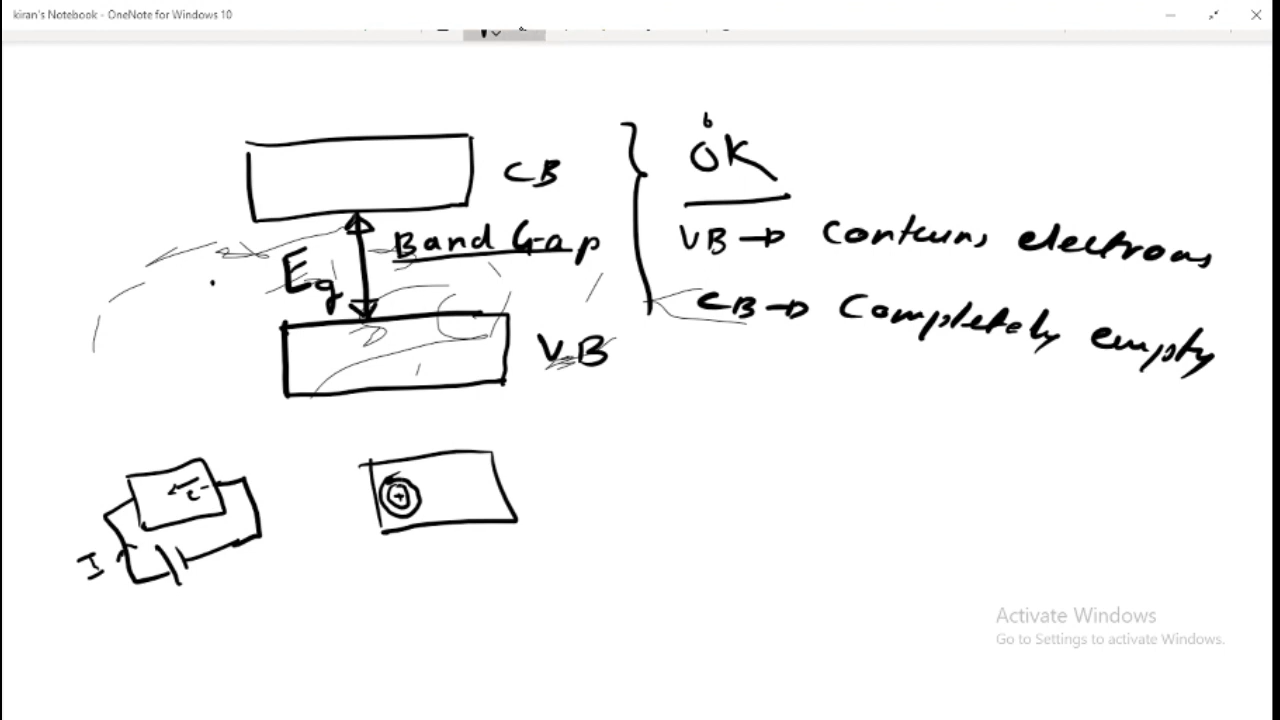 kiran's Notebook - OneNote for Windows 10
CB
Band Gap
Eg
VB
0°K
VB → Contains electrons
CB → Completely empty
e-
+
I
Activate Windows
Go to Settings to activate Windows.